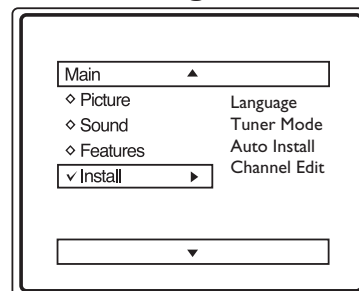 Main ▲
◇ Picture
◇ Sound
◇ Features
✓ Install ▶
Language
Tuner Mode
Auto Install
Channel Edit
▼